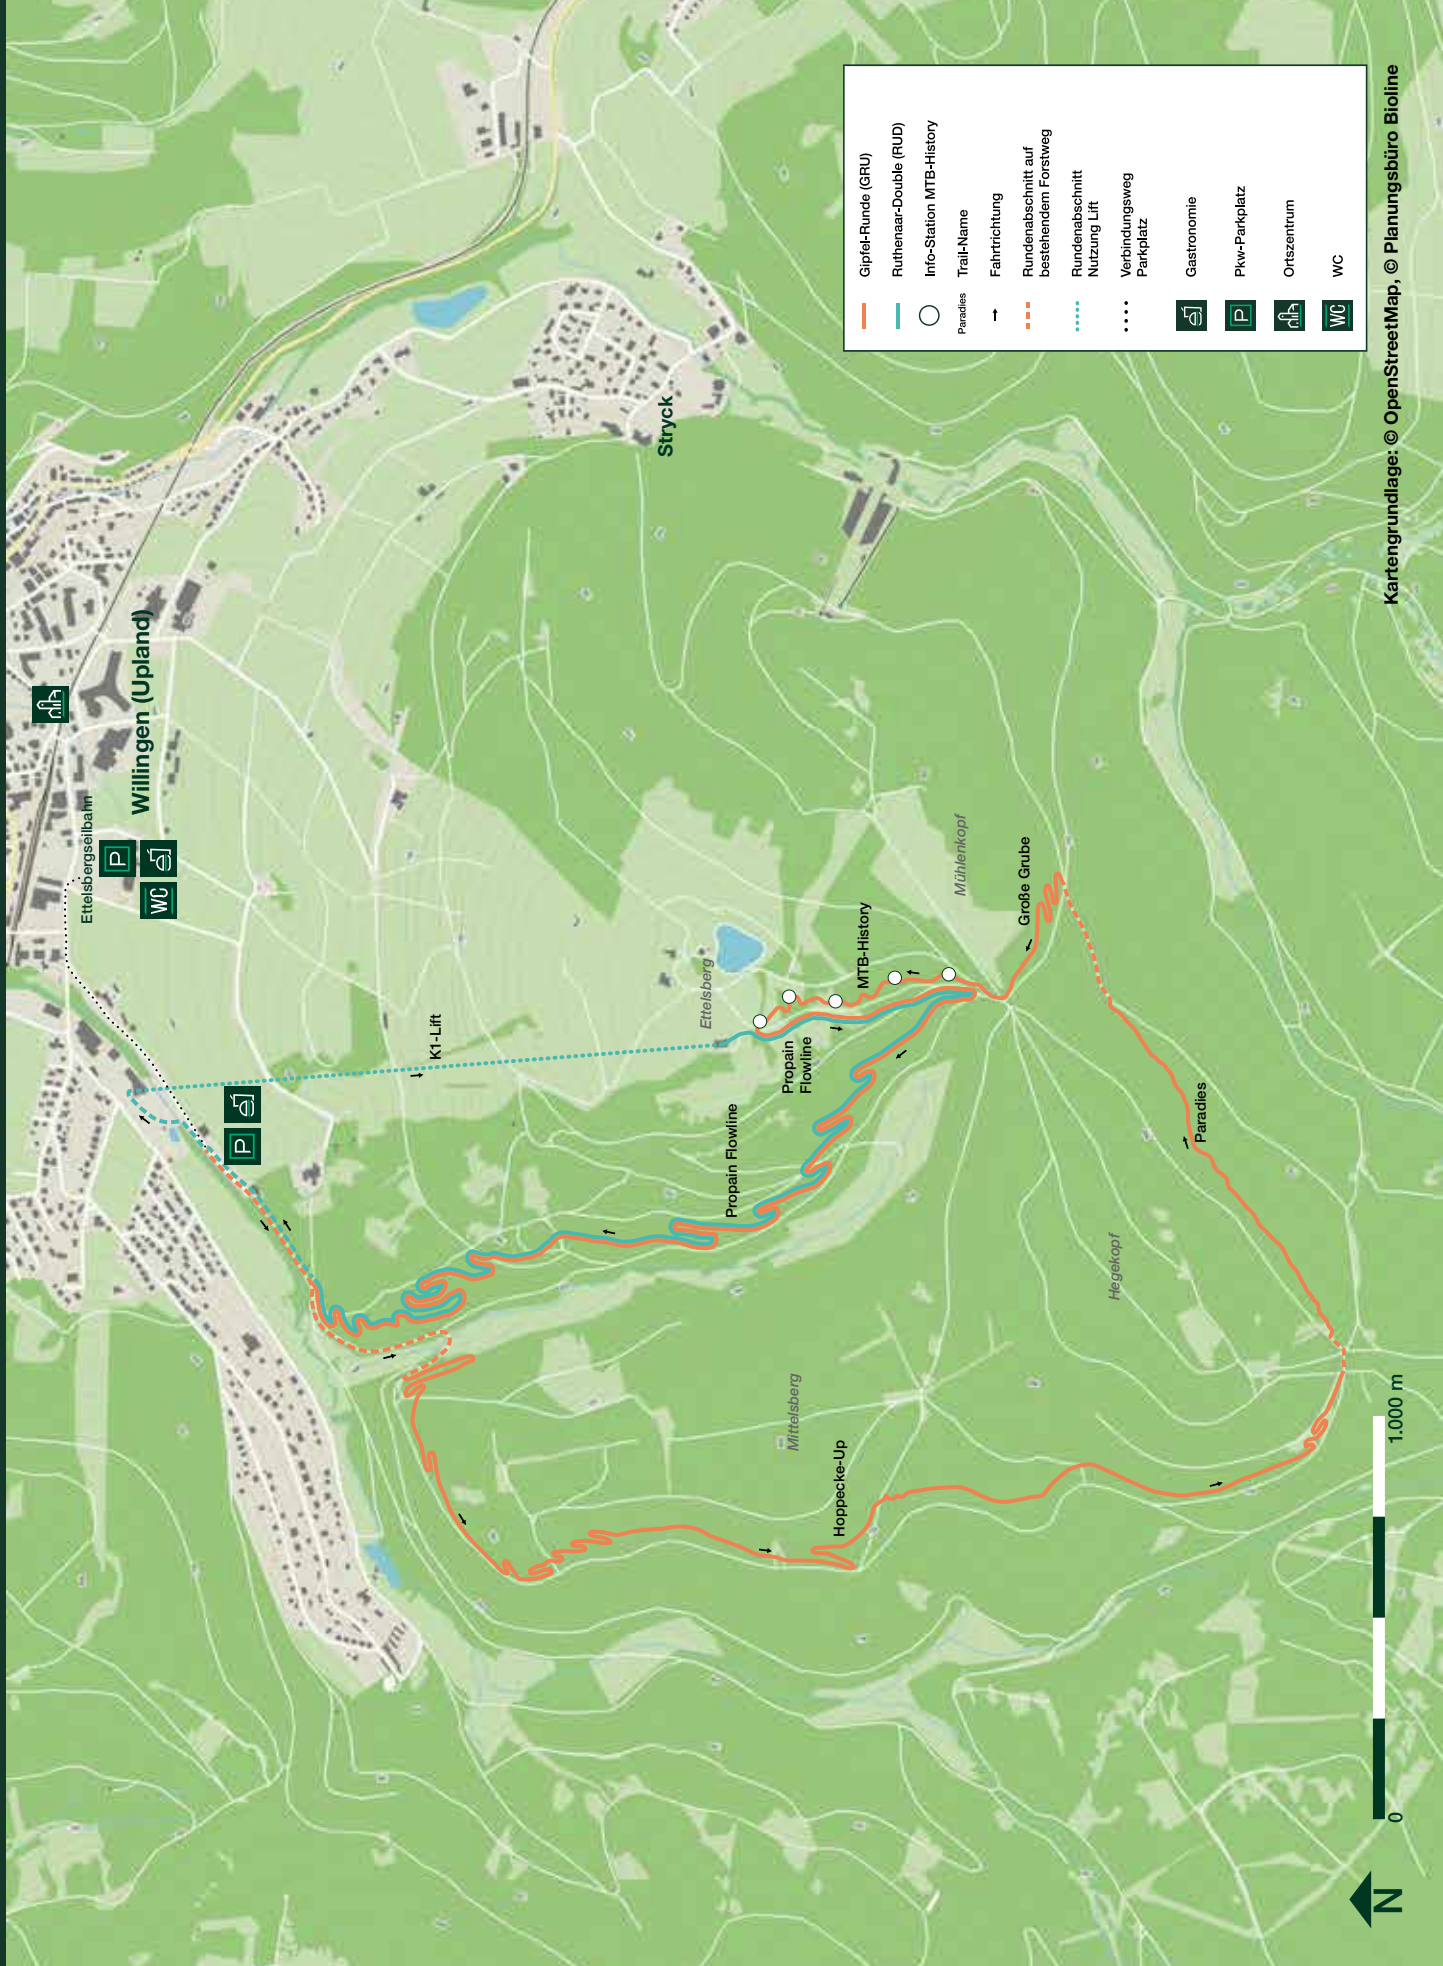 Willingen (Upland)
Ettelsbergseilbahn
P
WC
P
K1-Lift
Stryck
Ettelsberg
Propain
Flowline
MTB-History
Mühlenkopf
Große Grube
Propain Flowline
Paradies
Hegekopf
Mittelsberg
Hoppecke-Up
Gipfel-Runde (GRU)
Ruthenaar-Double (RUD)
Info-Station MTB-History
Paradies Trail-Name
Fahrtrichtung
Rundenabschnitt auf
bestehendem Forstweg
Rundenabschnitt
Nutzung Lift
Verbindungsweg
Parkplatz
Gastronomie
P Pkw-Parkplatz
Ortszentrum
WC WC
N
0 1.000 m
Kartengrundlage: © OpenStreetMap, © Planungsbüro Bioline